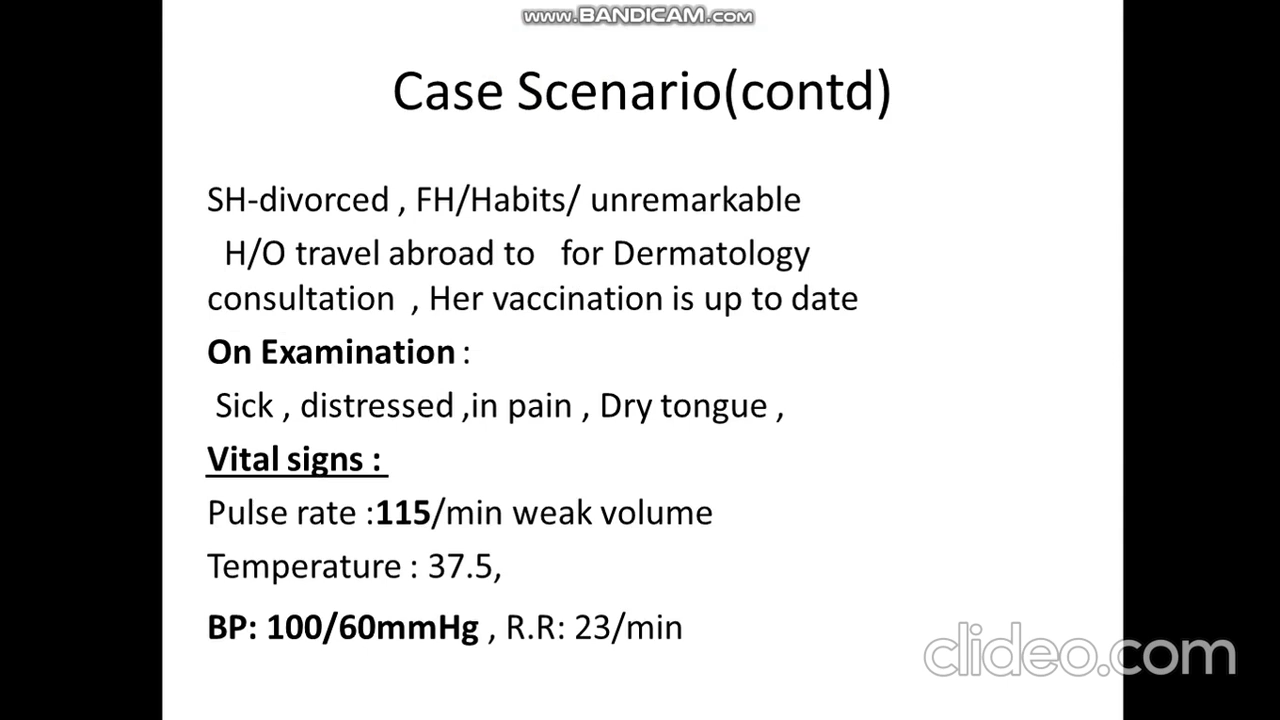 www.BANDICAM.com
Case Scenario(contd)
SH-divorced , FH/Habits/ unremarkable
H/O travel abroad to for Dermatology
consultation , Her vaccination is up to date
On Examination :
Sick , distressed ,in pain , Dry tongue ,
Vital signs :
Pulse rate :115/min weak volume
Temperature : 37.5,
BP: 100/60mmHg , R.R: 23/min
clideo.com